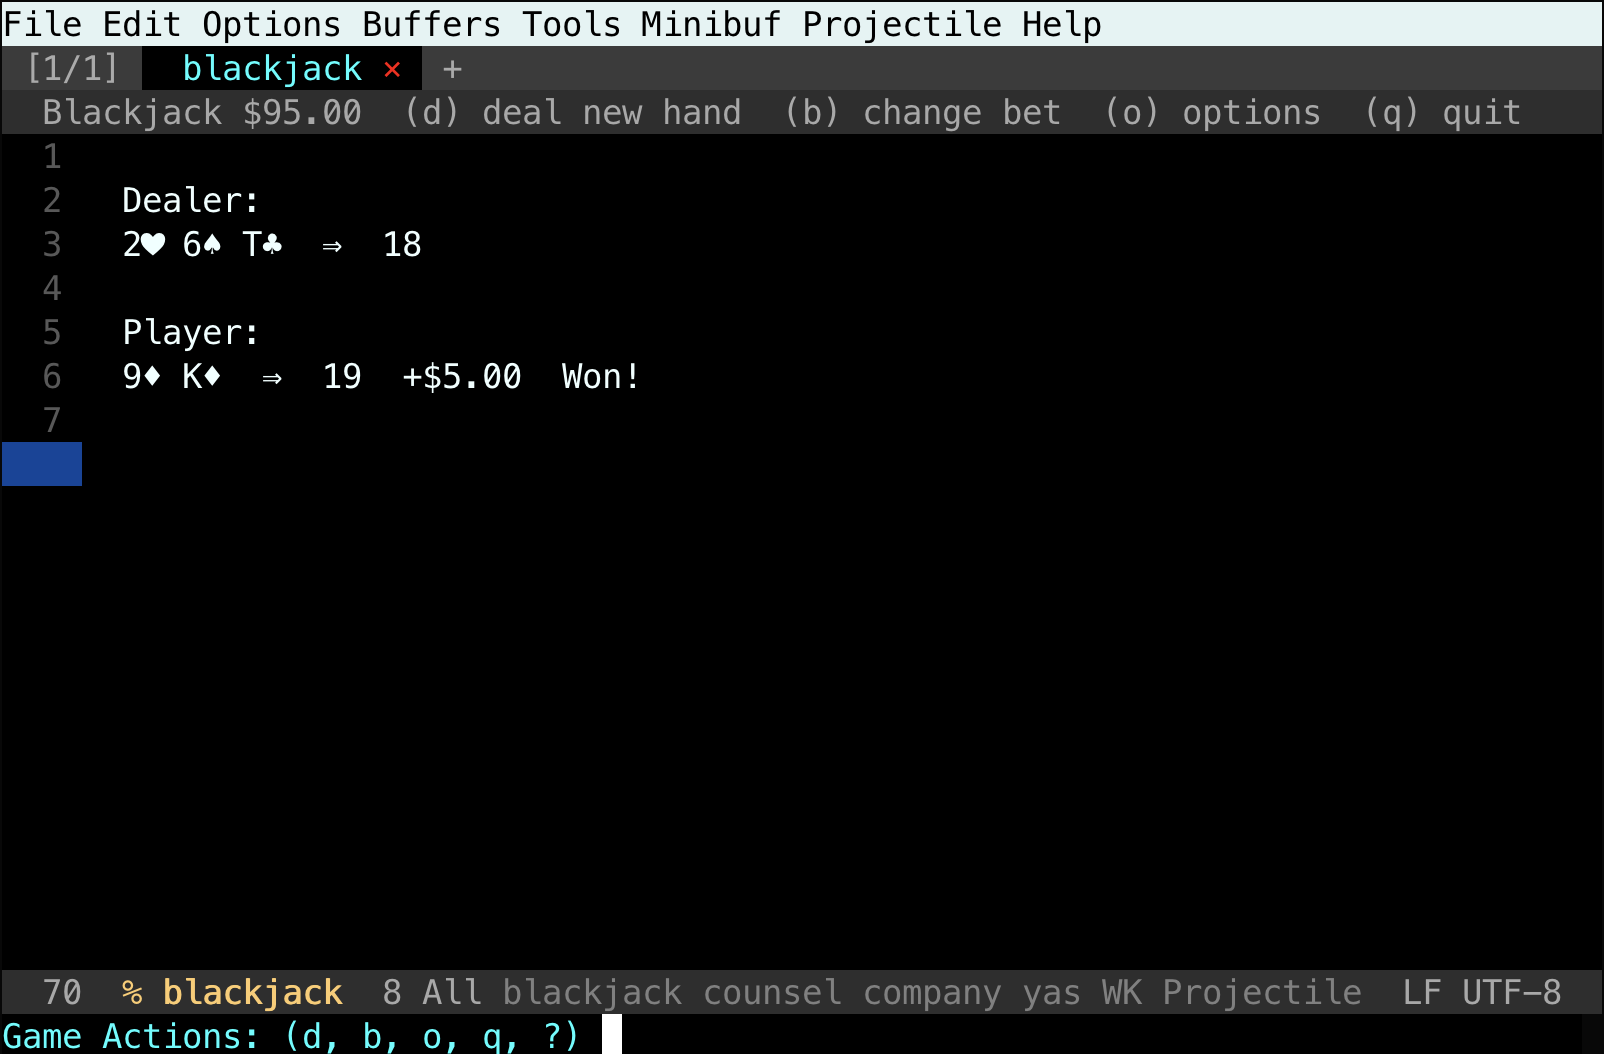 File Edit Options Buffers Tools Minibuf Projectile Help
[1/1] blackjack × +
Blackjack $95.00 (d) deal new hand (b) change bet (o) options (q) quit
1
2 Dealer:
3 2♥ 6♠ T♣ ⇒ 18
4
5 Player:
6 9♦ K♦ ⇒ 19 +$5.00 Won!
7
70 % blackjack 8 All blackjack counsel company yas WK Projectile LF UTF-8
Game Actions: (d, b, o, q, ?)